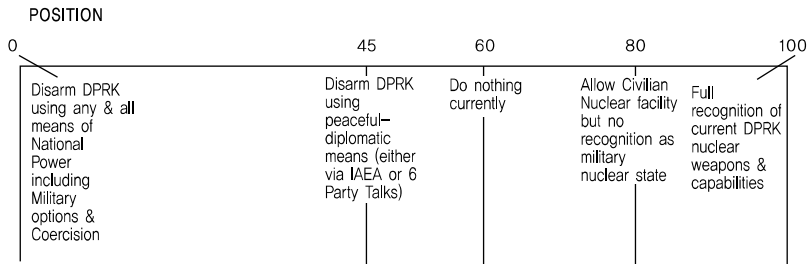 POSITION
0 45 60 80 100
Disarm DPRK
using any & all
means of
National
Power
including
Military
options &
Coercision
Disarm DPRK
using
peaceful–
diplomatic
means (either
via IAEA or 6
Party Talks)
Do nothing
currently
Allow Civilian
Nuclear facility
but no
recognition as
military
nuclear state
Full
recognition of
current DPRK
nuclear
weapons &
capabilities